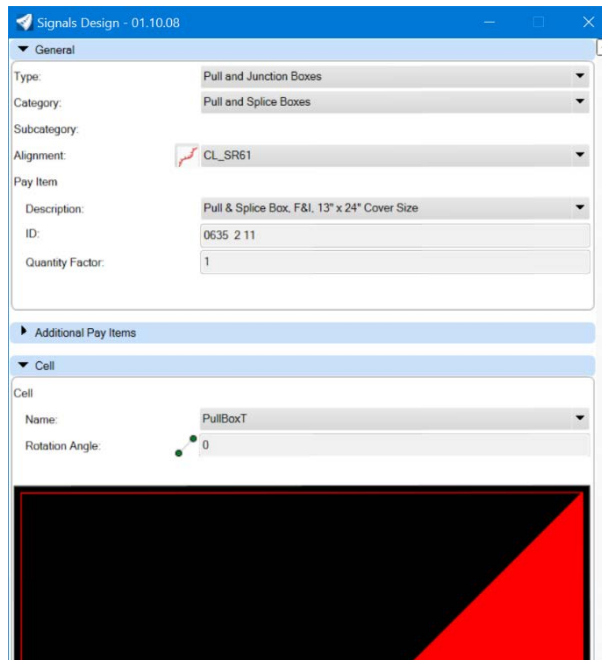 Signals Design - 01.10.08
General
Type: Pull and Junction Boxes
Category: Pull and Splice Boxes
Subcategory:
Alignment: CL_SR61
Pay Item
Description: Pull & Splice Box, F&I, 13" x 24" Cover Size
ID: 0635 2 11
Quantity Factor: 1
Additional Pay Items
Cell
Cell
Name: PullBoxT
Rotation Angle: 0